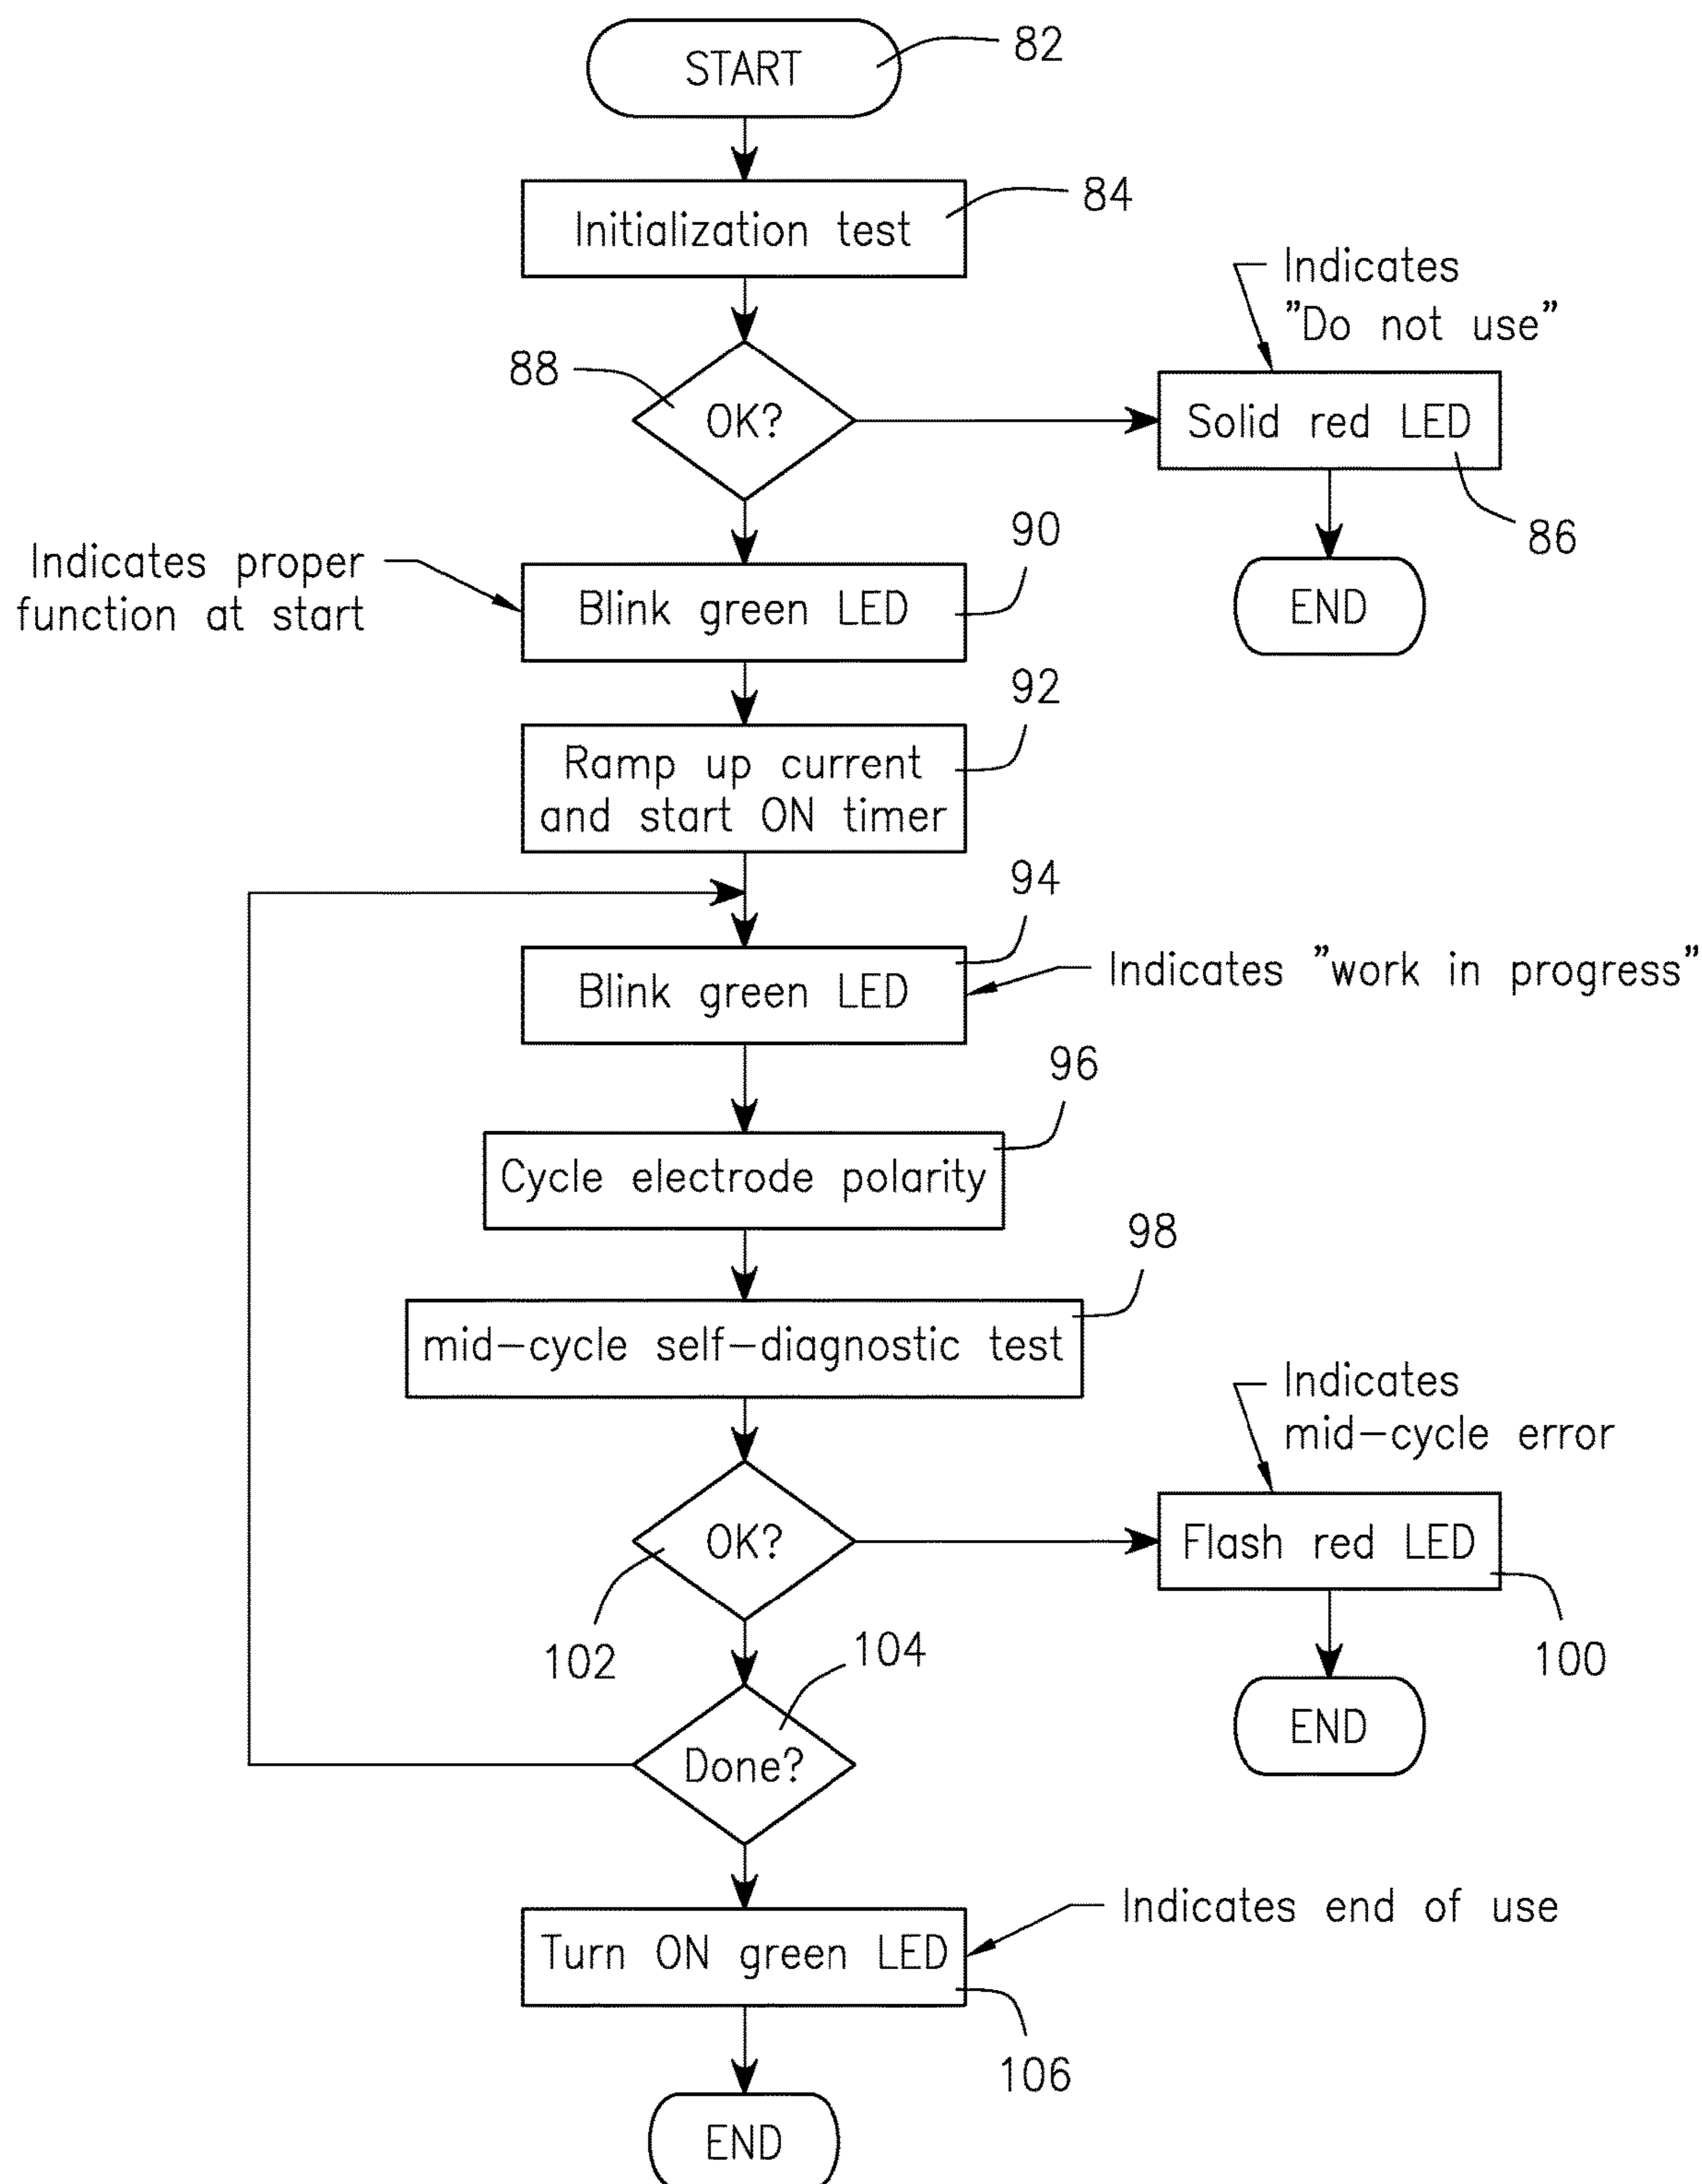 START
82
Initialization test
84
Indicates
"Do not use"
88
OK?
Solid red LED
86
END
Indicates proper
function at start
90
Blink green LED
92
Ramp up current
and start ON timer
94
Blink green LED
Indicates "work in progress"
96
Cycle electrode polarity
98
mid-cycle self-diagnostic test
Indicates
mid-cycle error
OK?
Flash red LED
102
100
END
104
Done?
Indicates end of use
Turn ON green LED
106
END